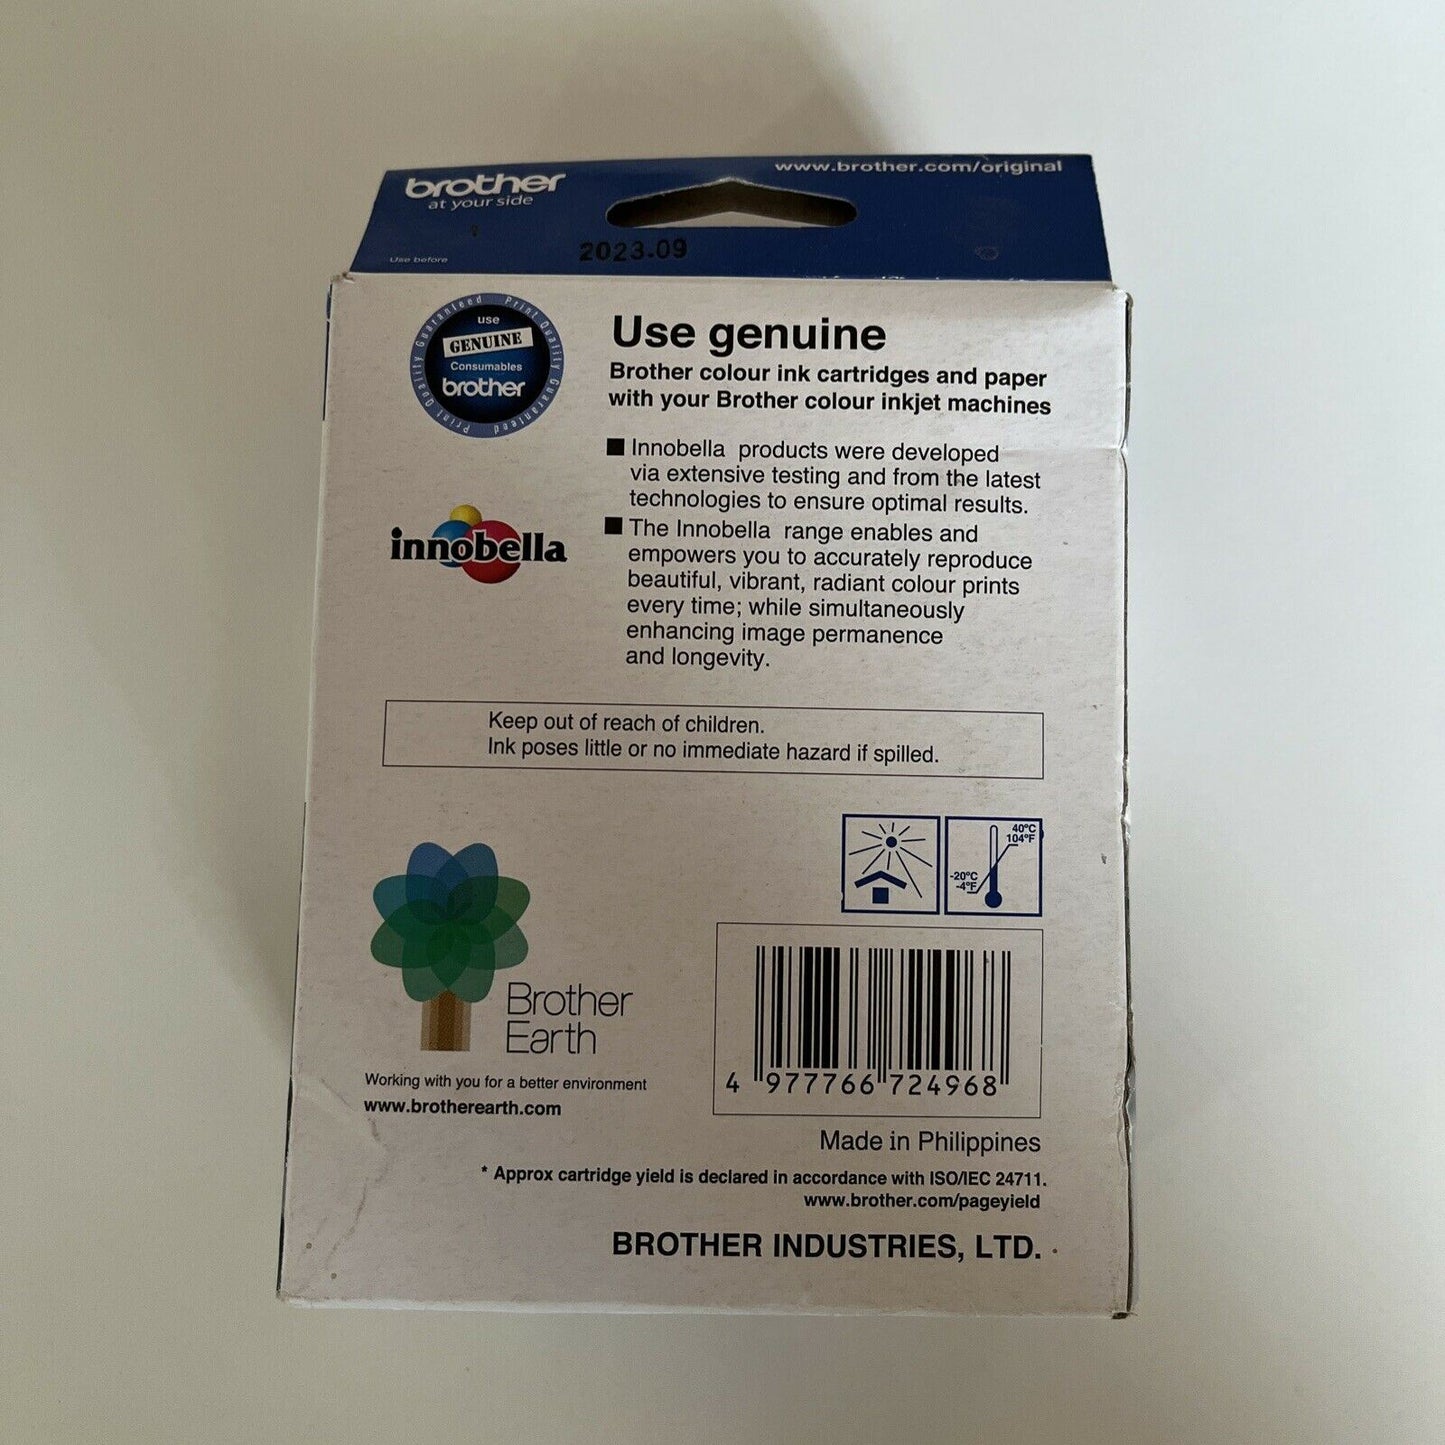 brother
at your side
www.brother.com/original
Use before
2023.09
Print Quality Guaranteed Print Quality Guaranteed
use
GENUINE
Consumables
brother
Use genuine
Brother colour ink cartridges and paper
with your Brother colour inkjet machines
■ Innobella products were developed
via extensive testing and from the latest
technologies to ensure optimal results.
■ The Innobella range enables and
empowers you to accurately reproduce
beautiful, vibrant, radiant colour prints
every time; while simultaneously
enhancing image permanence
and longevity.
innobella
Keep out of reach of children.
Ink poses little or no immediate hazard if spilled.
40°C
104°F
-20°C
-4°F
Brother
Earth
Working with you for a better environment
www.brotherearth.com
4 977766 724968
Made in Philippines
* Approx cartridge yield is declared in accordance with ISO/IEC 24711.
www.brother.com/pageyield
BROTHER INDUSTRIES, LTD.